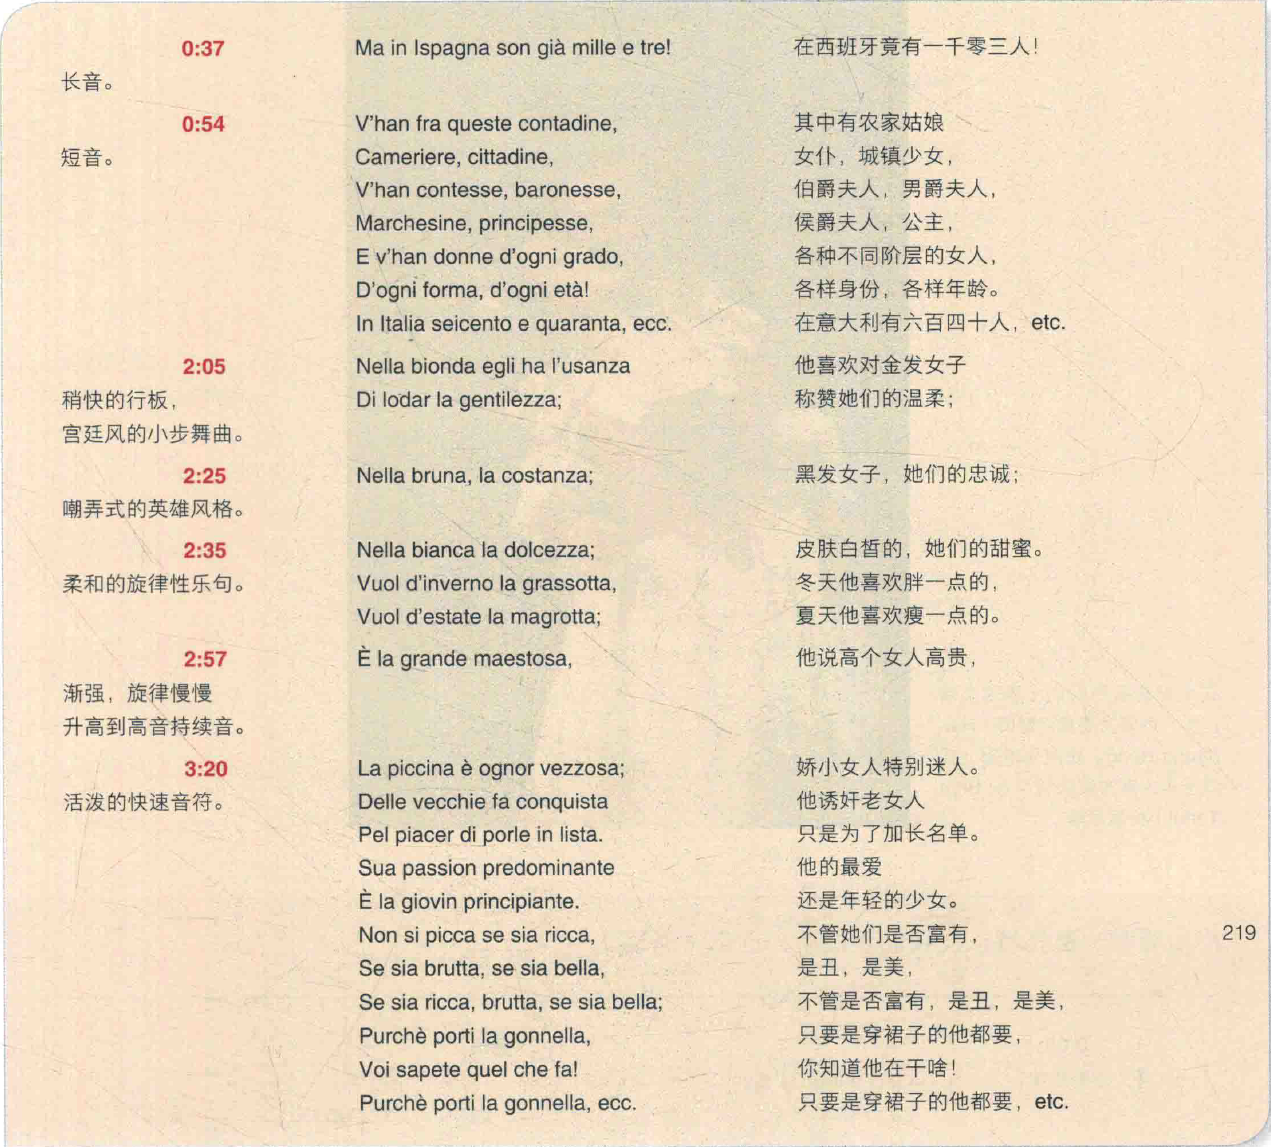 0:37 Ma in Ispagna son già mille e tre! 在西班牙竟有一千零三人！
长音。
0:54 V'han fra queste contadine, 其中有农家姑娘
短音。 Cameriere, cittadine, 女仆，城镇少女，
V'han contesse, baronesse, 伯爵夫人，男爵夫人，
Marchesine, principesse, 侯爵夫人，公主，
E v'han donne d'ogni grado, 各种不同阶层的女人，
D'ogni forma, d'ogni età! 各样身份，各样年龄。
In Italia seicento e quaranta, ecc. 在意大利有六百四十人，etc.
2:05 Nella bionda egli ha l'usanza 他喜欢对金发女子
稍快的行板， Di lodar la gentilezza; 称赞她们的温柔；
宫廷风的小步舞曲。
2:25 Nella bruna, la costanza; 黑发女子，她们的忠诚；
嘲弄式的英雄风格。
2:35 Nella bianca la dolcezza; 皮肤白皙的，她们的甜蜜。
柔和的旋律性乐句。 Vuol d'inverno la grassotta, 冬天他喜欢胖一点的，
Vuol d'estate la magrotta; 夏天他喜欢瘦一点的。
2:57 È la grande maestosa, 他说高个女人高贵，
渐强，旋律慢慢
升高到高音持续音。
3:20 La piccina è ognor vezzosa; 娇小女人特别迷人。
活泼的快速音符。 Delle vecchie fa conquista 他诱奸老女人
Pel piacer di porle in lista. 只是为了加长名单。
Sua passion predominante 他的最爱
È la giovin principiante. 还是年轻的少女。
Non si picca se sia ricca, 不管她们是否富有，
219
Se sia brutta, se sia bella, 是丑，是美，
Se sia ricca, brutta, se sia bella; 不管是否富有，是丑，是美，
Purchè porti la gonnella, 只要是穿裙子的他都要，
Voi sapete quel che fa! 你知道他在干啥！
Purchè porti la gonnella, ecc. 只要是穿裙子的他都要，etc.